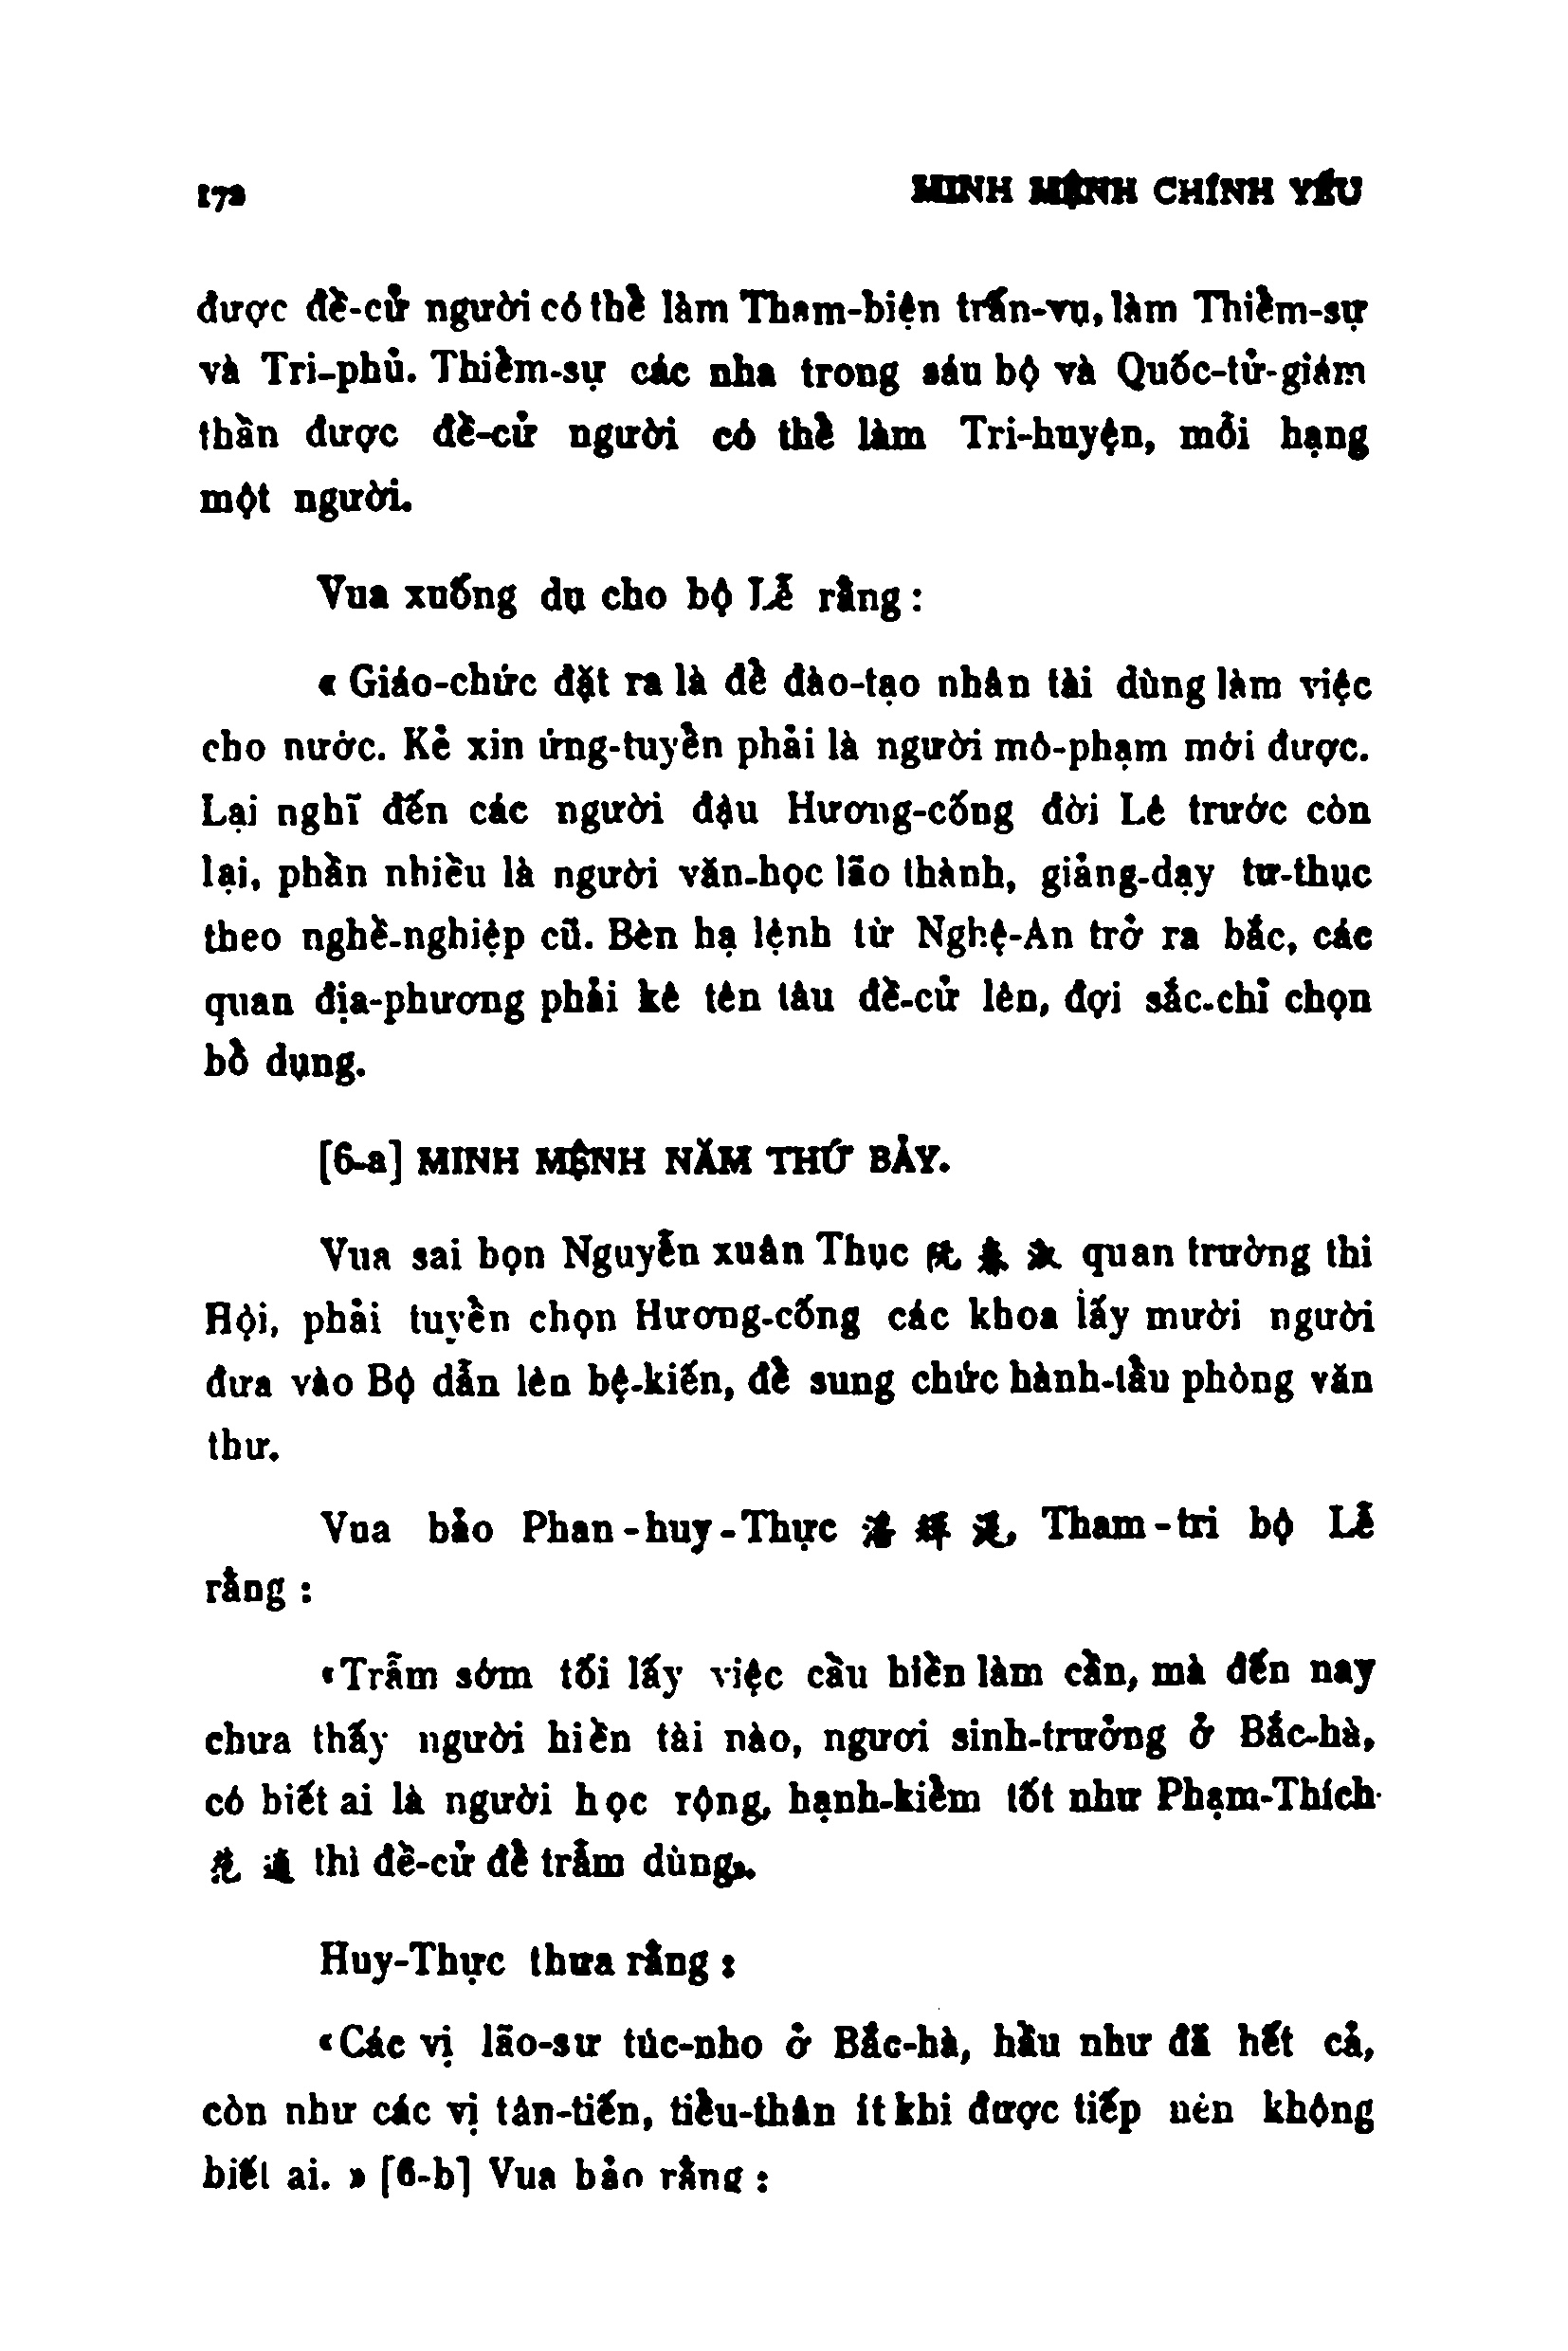 172 MINH MỆNH CHÍNH YẾU
được đề-cử người có thể làm Tham-biện trấn-vụ, làm Thiêm-sự
và Tri-phủ. Thiêm-sự các nha trong sáu bộ và Quốc-tử-giám
thần được đề-cử người có thể làm Tri-huyện, mỗi hạng
một người.
Vua xuống dụ cho bộ Lễ rằng :
« Giáo-chức đặt ra là để đào-tạo nhân tài dùng làm việc
cho nước. Kẻ xin ứng-tuyển phải là người mô-phạm mới được.
Lại nghĩ đến các người đậu Hương-cống đời Lê trước còn
lại, phần nhiều là người văn-học lão thành, giảng-dạy tư-thục
theo nghề-nghiệp cũ. Bèn hạ lệnh từ Nghệ-An trở ra bắc, các
quan địa-phương phải kê tên tâu đề-cử lên, đợi sắc-chỉ chọn
bổ dụng.
[6-a] MINH MỆNH NĂM THỨ BẢY.
Vua sai bọn Nguyễn xuân Thục quan trường thi
Hội, phải tuyển chọn Hương-cống các khoa lấy mười người
đưa vào Bộ dẫn lên bệ-kiến, để sung chức hành-tẩu phòng văn
thư.
Vua bảo Phan-huy-Thực Tham-tri bộ Lễ
rằng :
«Trẫm sớm tối lấy việc cầu hiền làm cần, mà đến nay
chưa thấy người hiền tài nào, ngươi sinh-trưởng ở Bắc-hà,
có biết ai là người học rộng, hạnh-kiểm tốt như Phạm-Thích
thì đề-cử để trẫm dùng».
Huy-Thực thưa rằng :
«Các vị lão-sư túc-nho ở Bắc-hà, hầu như đã hết cả,
còn như các vị tân-tiến, tiểu-thân ít khi được tiếp nên không
biết ai. » [6-b] Vua bảo rằng :